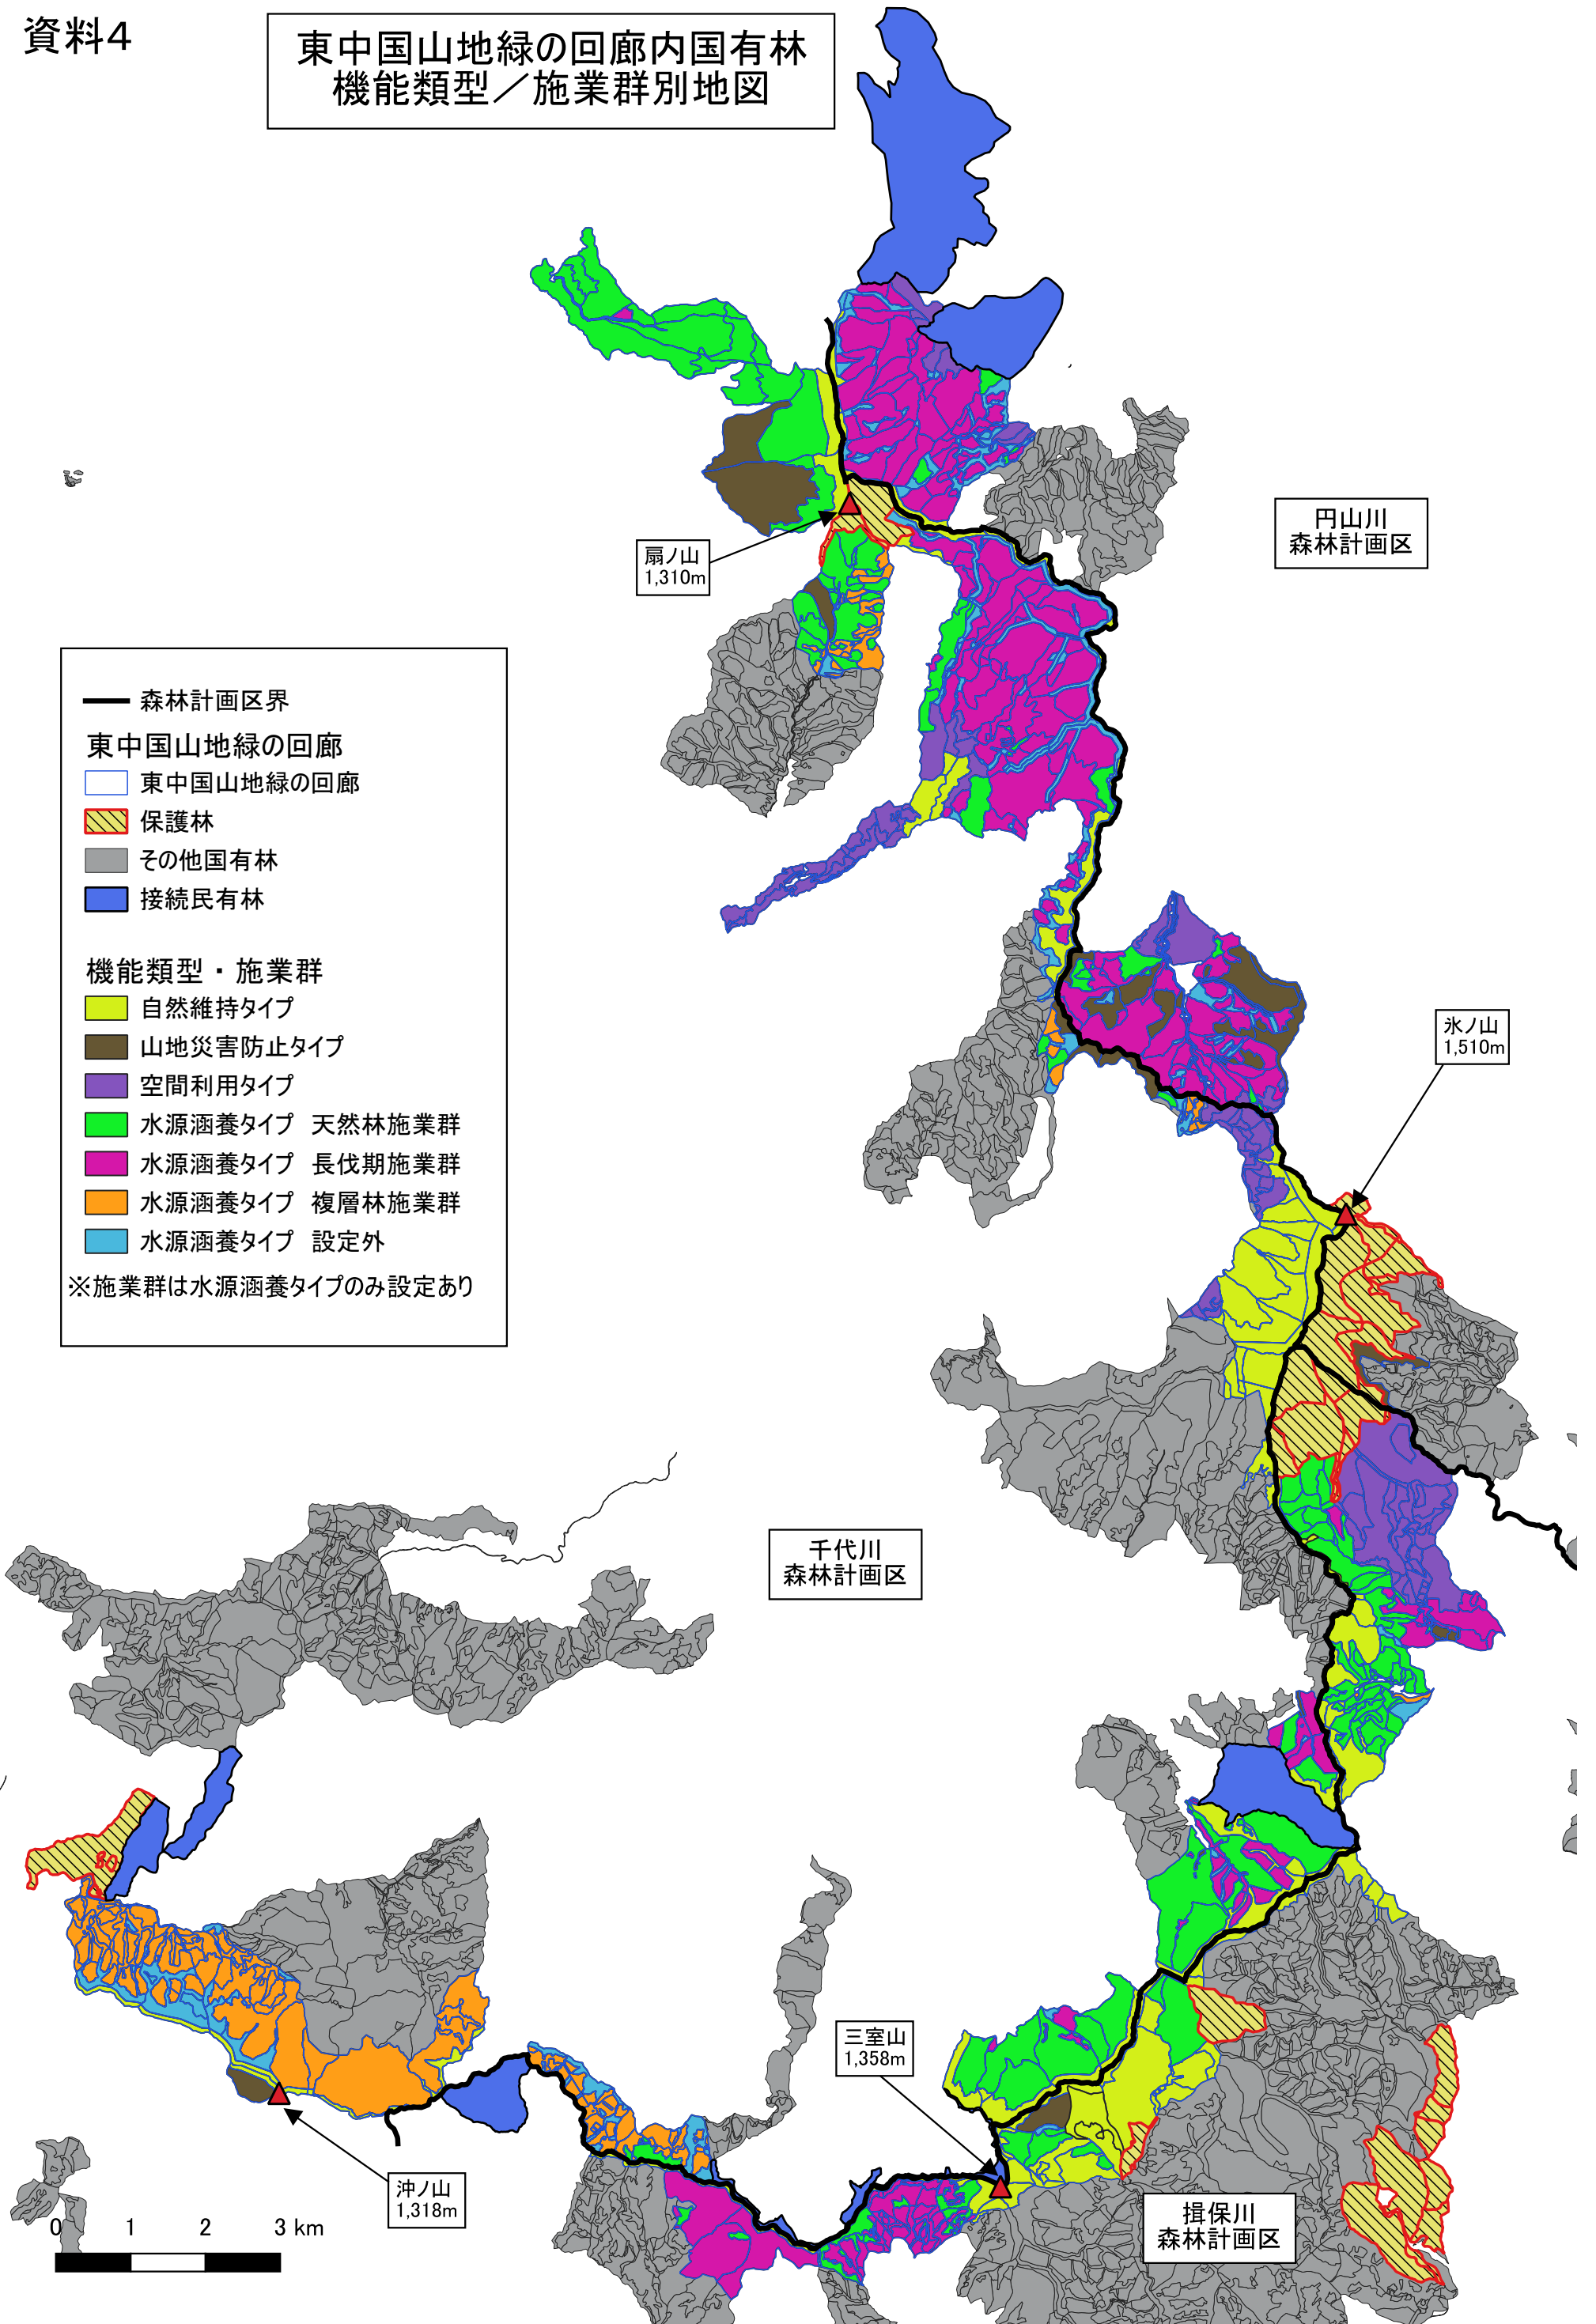 資料4
東中国山地緑の回廊内国有林
機能類型／施業群別地図
円山川
森林計画区
扇ノ山
1,310m
森林計画区界
東中国山地緑の回廊
東中国山地緑の回廊
保護林
その他国有林
接続民有林
機能類型・施業群
自然維持タイプ
山地災害防止タイプ
空間利用タイプ
水源涵養タイプ 天然林施業群
水源涵養タイプ 長伐期施業群
水源涵養タイプ 複層林施業群
水源涵養タイプ 設定外
※施業群は水源涵養タイプのみ設定あり
氷ノ山
1,510m
千代川
森林計画区
三室山
1,358m
沖ノ山
1,318m
揖保川
森林計画区
0 1 2 3 km